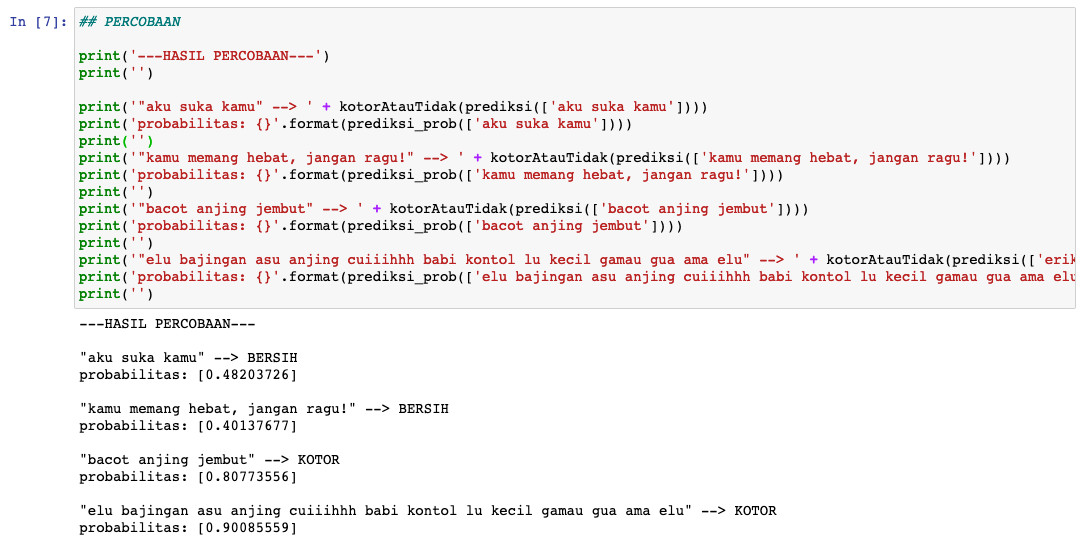 In [7]: ## PERCOBAAN
print('---HASIL PERCOBAAN---')
print('')
print('"aku suka kamu" --> ' + kotorAtauTidak(prediksi(['aku suka kamu'])))
print('probabilitas: {}'.format(prediksi_prob(['aku suka kamu'])))
print('')
print('"kamu memang hebat, jangan ragu!" --> ' + kotorAtauTidak(prediksi(['kamu memang hebat, jangan ragu!'])))
print('probabilitas: {}'.format(prediksi_prob(['kamu memang hebat, jangan ragu!'])))
print('')
print('"bacot anjing jembut" --> ' + kotorAtauTidak(prediksi(['bacot anjing jembut'])))
print('probabilitas: {}'.format(prediksi_prob(['bacot anjing jembut'])))
print('')
print('"elu bajingan asu anjing cuiiihhh babi kontol lu kecil gamau gua ama elu" --> ' + kotorAtauTidak(prediksi(['erik
print('probabilitas: {}'.format(prediksi_prob(['elu bajingan asu anjing cuiiihhh babi kontol lu kecil gamau gua ama elu
print('')
---HASIL PERCOBAAN---
"aku suka kamu" --> BERSIH
probabilitas: [0.48203726]
"kamu memang hebat, jangan ragu!" --> BERSIH
probabilitas: [0.40137677]
"bacot anjing jembut" --> KOTOR
probabilitas: [0.80773556]
"elu bajingan asu anjing cuiiihhh babi kontol lu kecil gamau gua ama elu" --> KOTOR
probabilitas: [0.90085559]